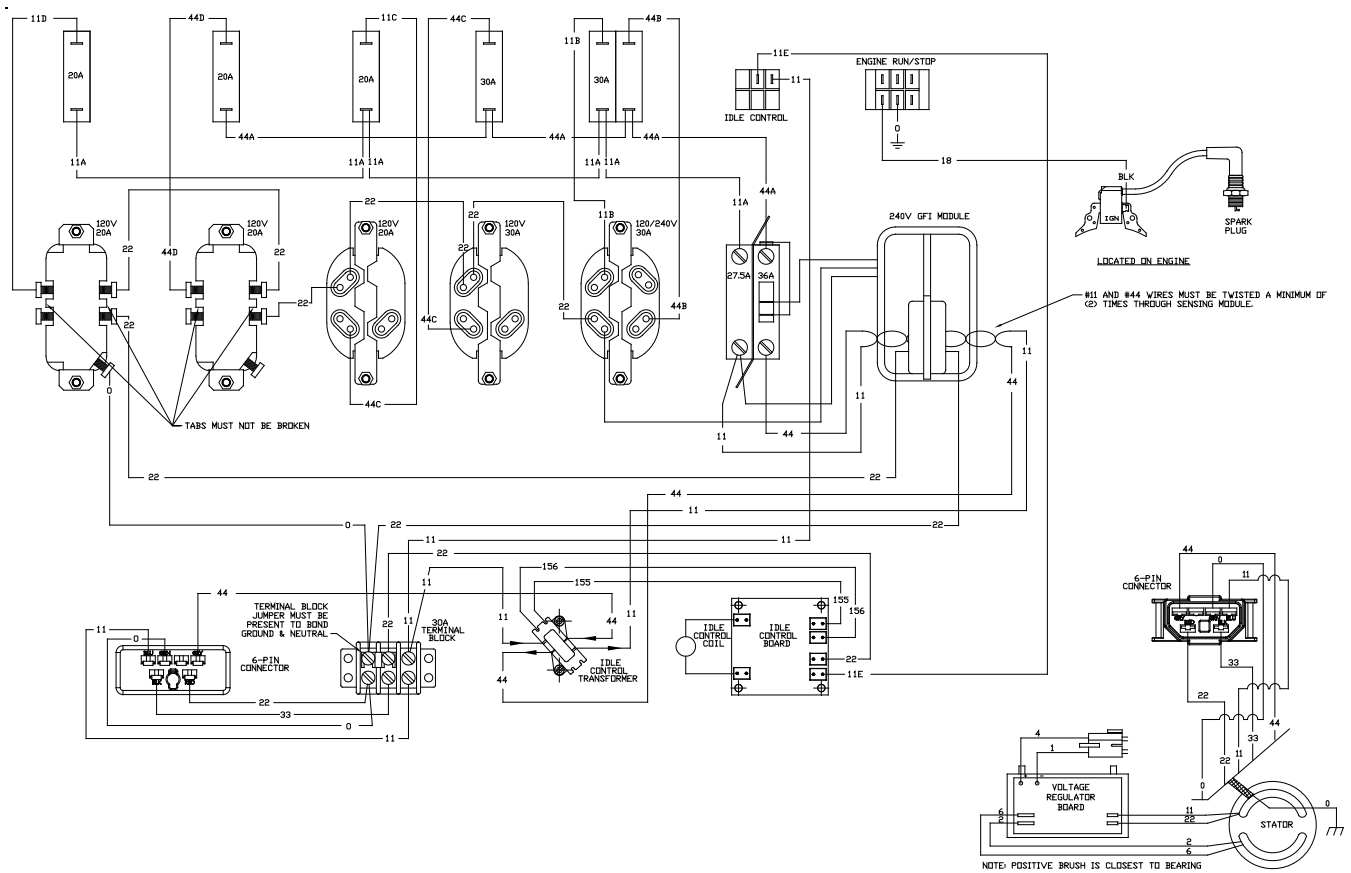 11D
44D
11C
44C
11B
44B
20A
20A
20A
30A
30A
11E
11
IDLE CONTROL
ENGINE RUN/STOP
0
18
BLK
IGN
SPARK
PLUG
LOCATED ON ENGINE
44A
44A
44A
11A
11A
11A
11A
11A
44A
11A
120V
20A
120V
20A
120V
20A
120V
30A
120/240V
30A
22
44D
22
22
22
22
22
11B
22
44B
44C
22
22
44C
27.5A
36A
240V GFI MODULE
#11 AND #44 WIRES MUST BE TWISTED A MINIMUM OF
(2) TIMES THROUGH SENSING MODULE.
11
44
11
44
11
0
TABS MUST NOT BE BROKEN
22
22
44
11
0
22
22
11
11
22
11
156
155
44
TERMINAL BLOCK
JUMPER MUST BE
PRESENT TO BOND
GROUND & NEUTRAL
30A
TERMINAL
BLOCK
22
11
11
44
11
44
IDLE
CONTROL
TRANSFORMER
155
156
22
11E
IDLE
CONTROL
COIL
IDLE
CONTROL
BOARD
11
0
6-PIN
CONNECTOR
22
33
0
11
44
0
11
6-PIN
CONNECTOR
33
22
44
33
11
22
0
4
1
VOLTAGE
REGULATOR
BOARD
6
2
11
22
2
6
0
STATOR
NOTE: POSITIVE BRUSH IS CLOSEST TO BEARING